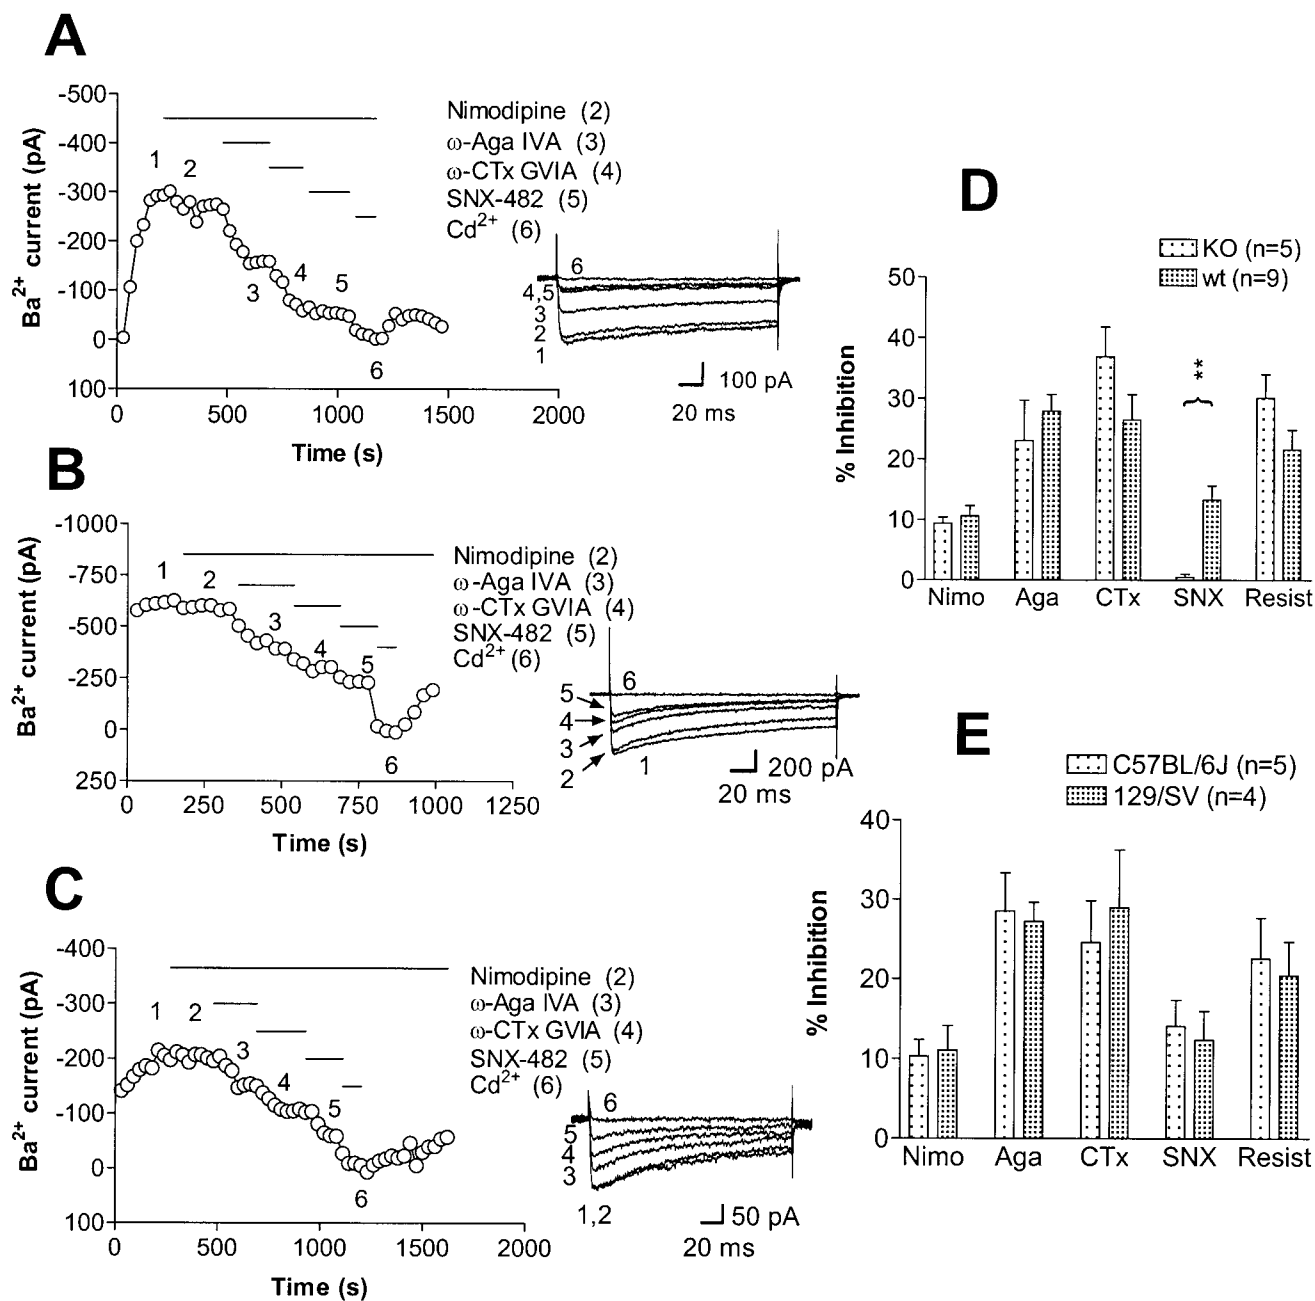 A
-500
-400
-300
-200
-100
0
100
Ba2+ current (pA)
0 500 1000 1500 2000
Time (s)
1 2 3 4 5 6
Nimodipine (2)
ω-Aga IVA (3)
ω-CTx GVIA (4)
SNX-482 (5)
Cd2+ (6)
6
4,5
3
2
1
100 pA
20 ms
B
-1000
-750
-500
-250
0
250
Ba2+ current (pA)
0 250 500 750 1000 1250
Time (s)
1 2 3 4 5 6
Nimodipine (2)
ω-Aga IVA (3)
ω-CTx GVIA (4)
SNX-482 (5)
Cd2+ (6)
6
5
4
3
2
1
200 pA
20 ms
C
-400
-300
-200
-100
0
100
Ba2+ current (pA)
0 500 1000 1500 2000
Time (s)
1 2 3 4 5 6
Nimodipine (2)
ω-Aga IVA (3)
ω-CTx GVIA (4)
SNX-482 (5)
Cd2+ (6)
6
5
4
3
1,2
50 pA
20 ms
D
KO (n=5)
wt (n=9)
50
40
30
20
10
0
% Inhibition
**
Nimo Aga CTx SNX Resist
E
C57BL/6J (n=5)
129/SV (n=4)
40
30
20
10
0
% Inhibition
Nimo Aga CTx SNX Resist